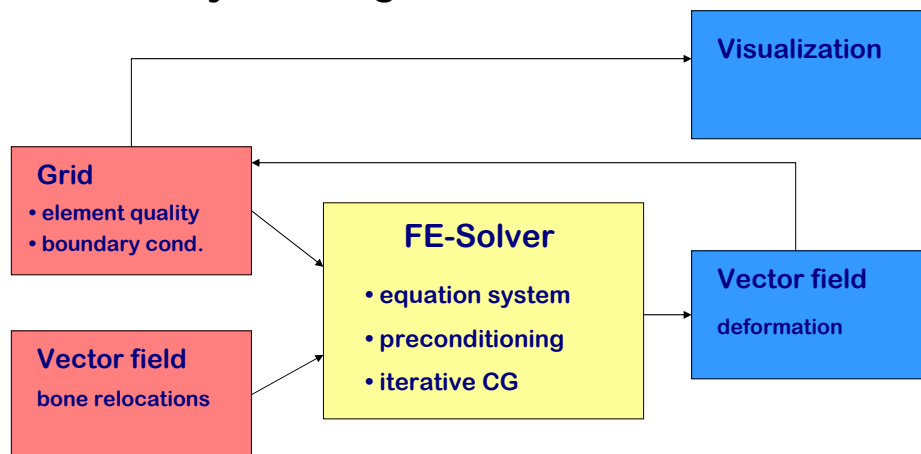 Visualization
Grid
• element quality
• boundary cond.
FE-Solver
• equation system
• preconditioning
• iterative CG
Vector field
deformation
Vector field
bone relocations